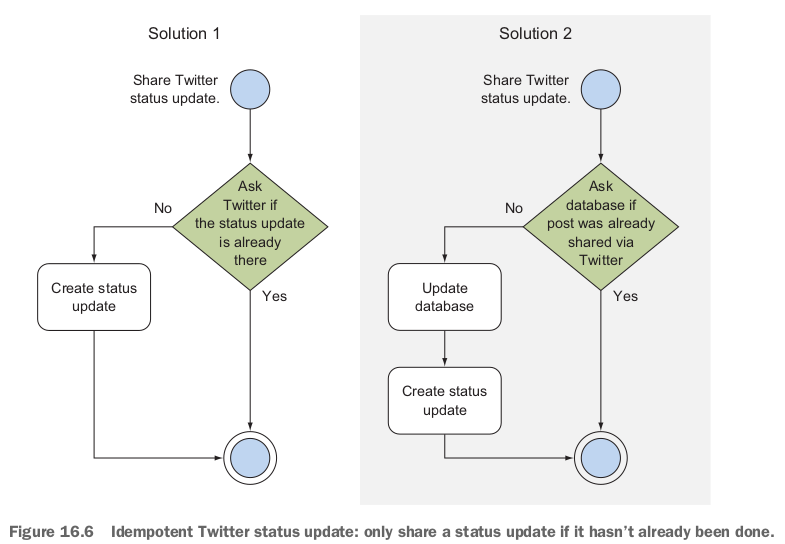 Solution 1
Share Twitter
status update.
Ask
Twitter if
the status update
is already
there
No
Yes
Create status
update
Solution 2
Share Twitter
status update.
Ask
database if
post was already
shared via
Twitter
No
Yes
Update
database
Create status
update
Figure 16.6 Idempotent Twitter status update: only share a status update if it hasn’t already been done.